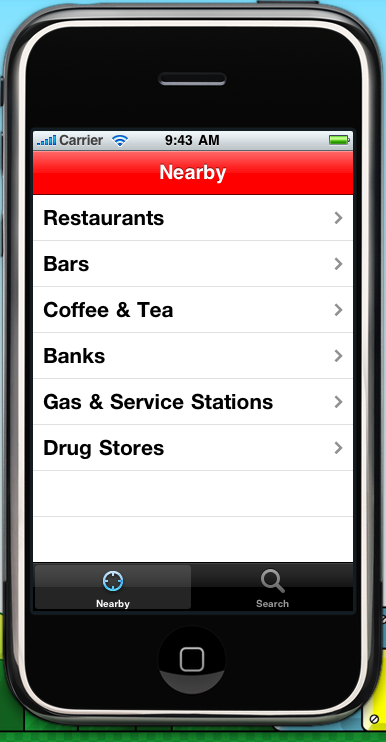 Carrier 9:43 AM
Nearby
Restaurants
Bars
Coffee & Tea
Banks
Gas & Service Stations
Drug Stores
Nearby Search